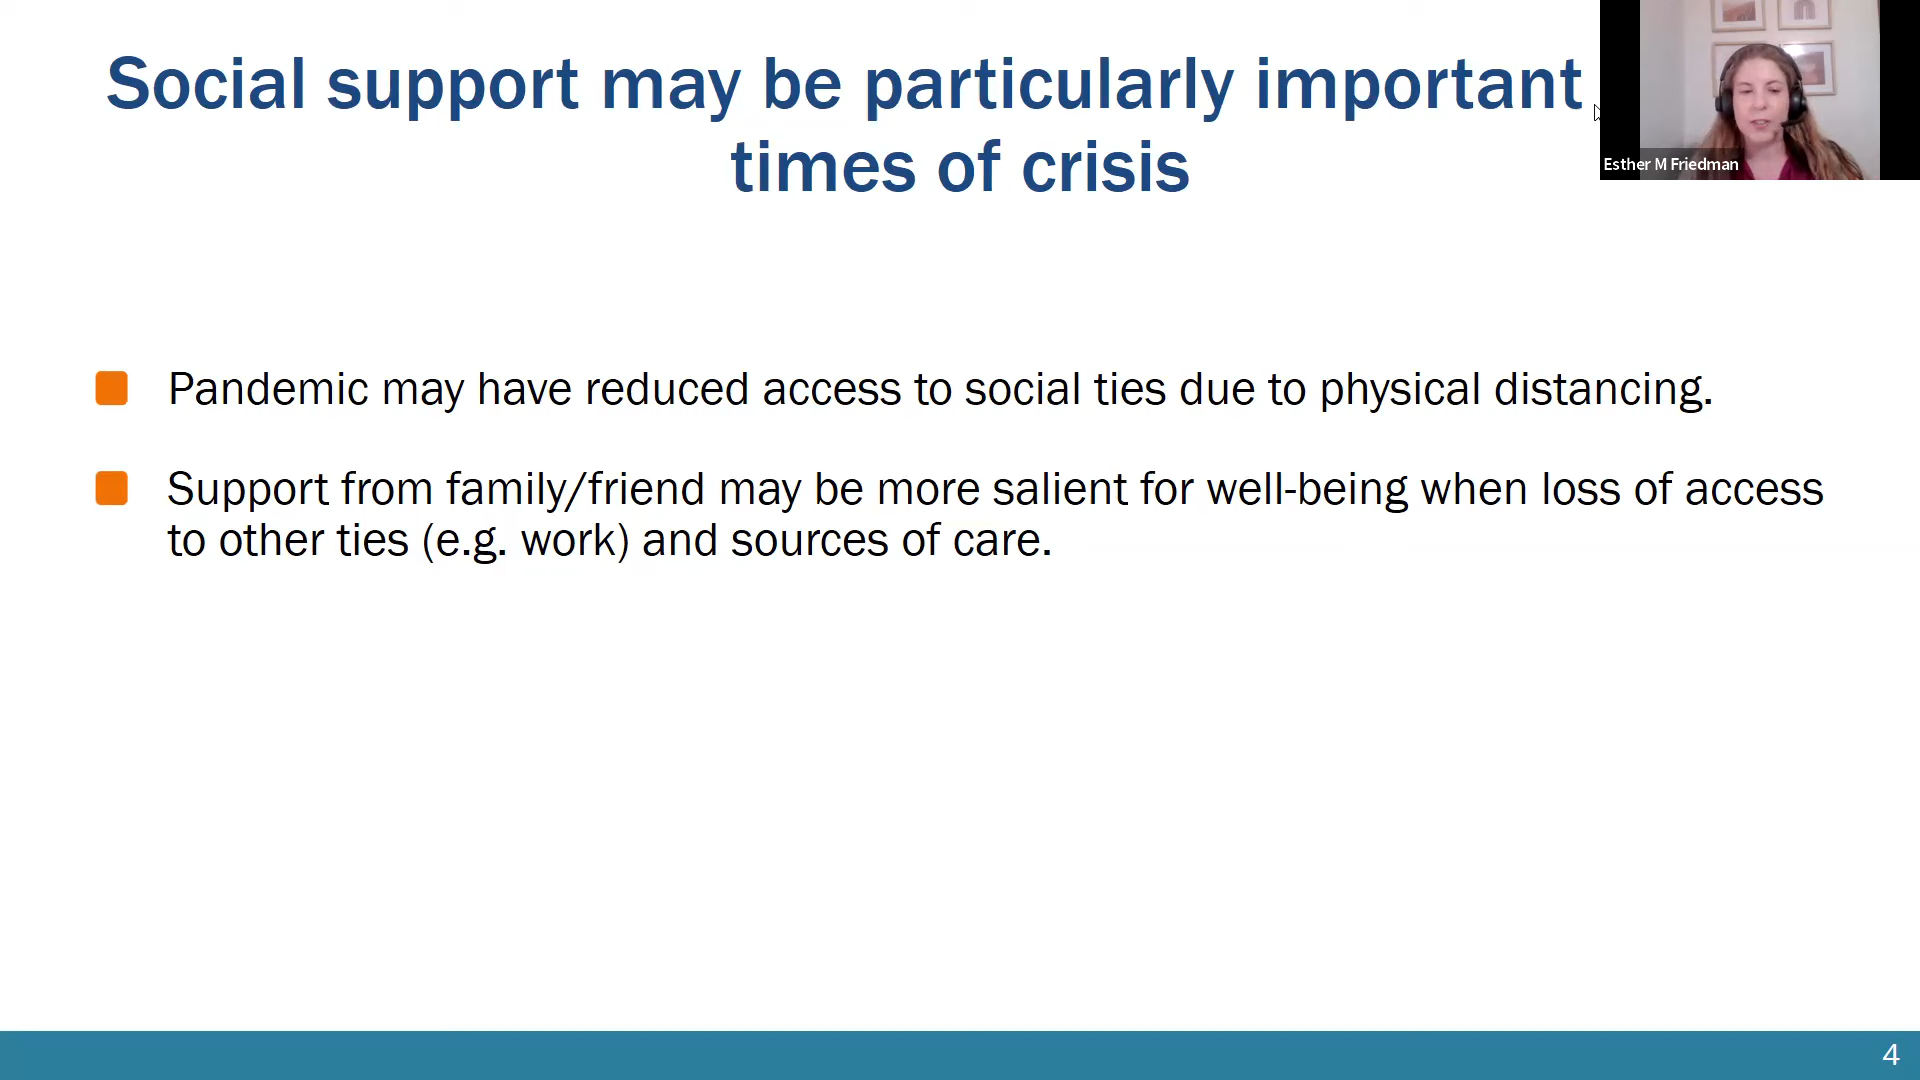 Social support may be particularly important
times of crisis
Esther M Friedman
Pandemic may have reduced access to social ties due to physical distancing.
Support from family/friend may be more salient for well-being when loss of access
to other ties (e.g. work) and sources of care.
4